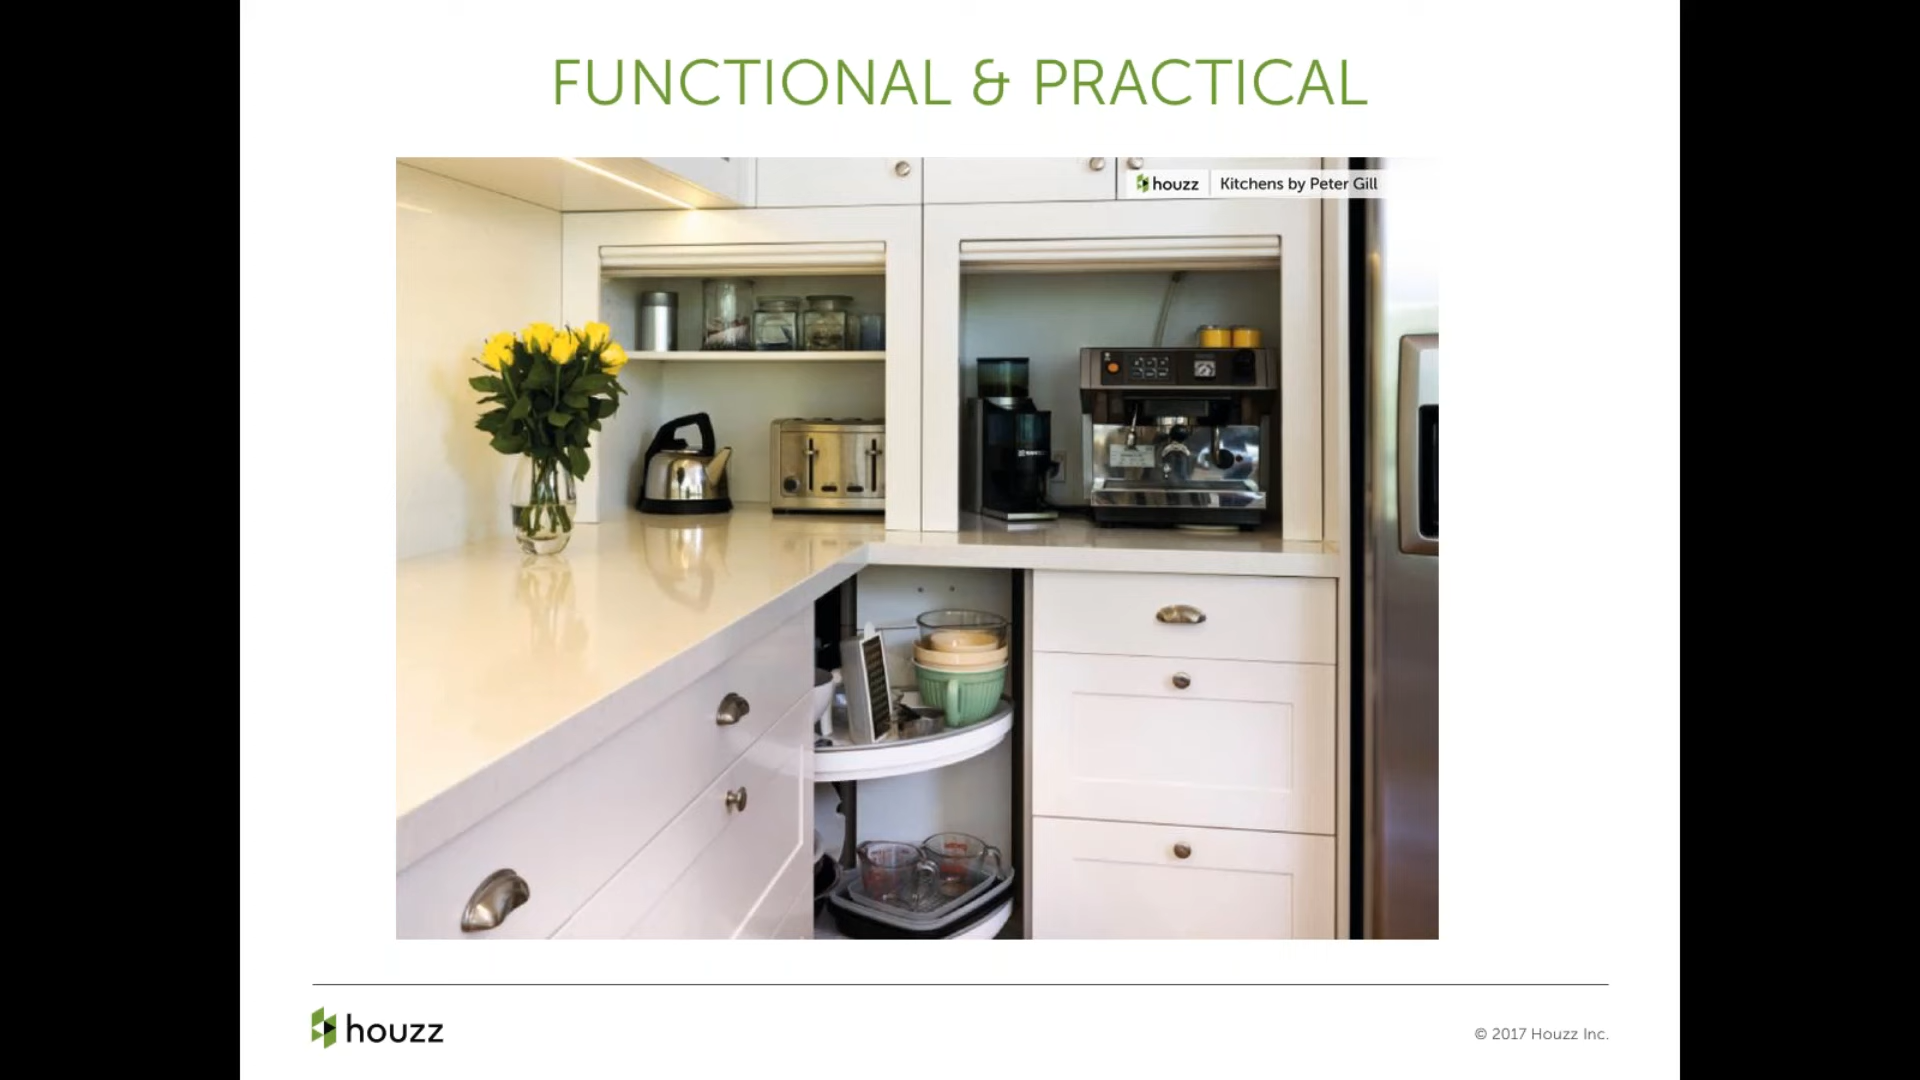 FUNCTIONAL & PRACTICAL
houzz Kitchens by Peter Gill
houzz
© 2017 Houzz Inc.